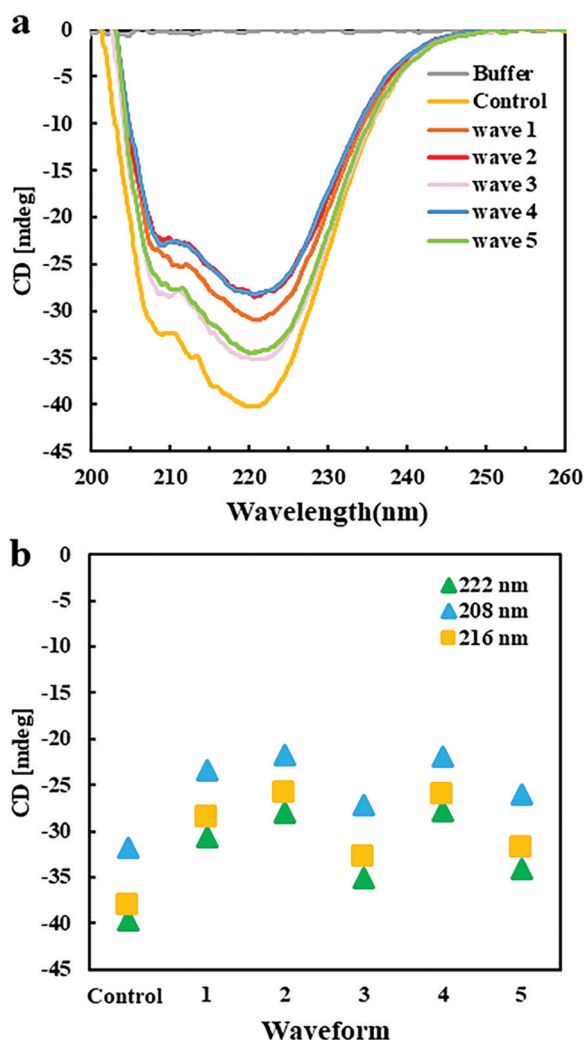 a
0
-5
-10
-15
-20
-25
-30
-35
-40
-45
CD [mdeg]
Buffer
Control
wave 1
wave 2
wave 3
wave 4
wave 5
200 210 220 230 240 250 260
Wavelength(nm)
b
0
-5
-10
-15
-20
-25
-30
-35
-40
-45
CD [mdeg]
222 nm
208 nm
216 nm
Control 1 2 3 4 5
Waveform